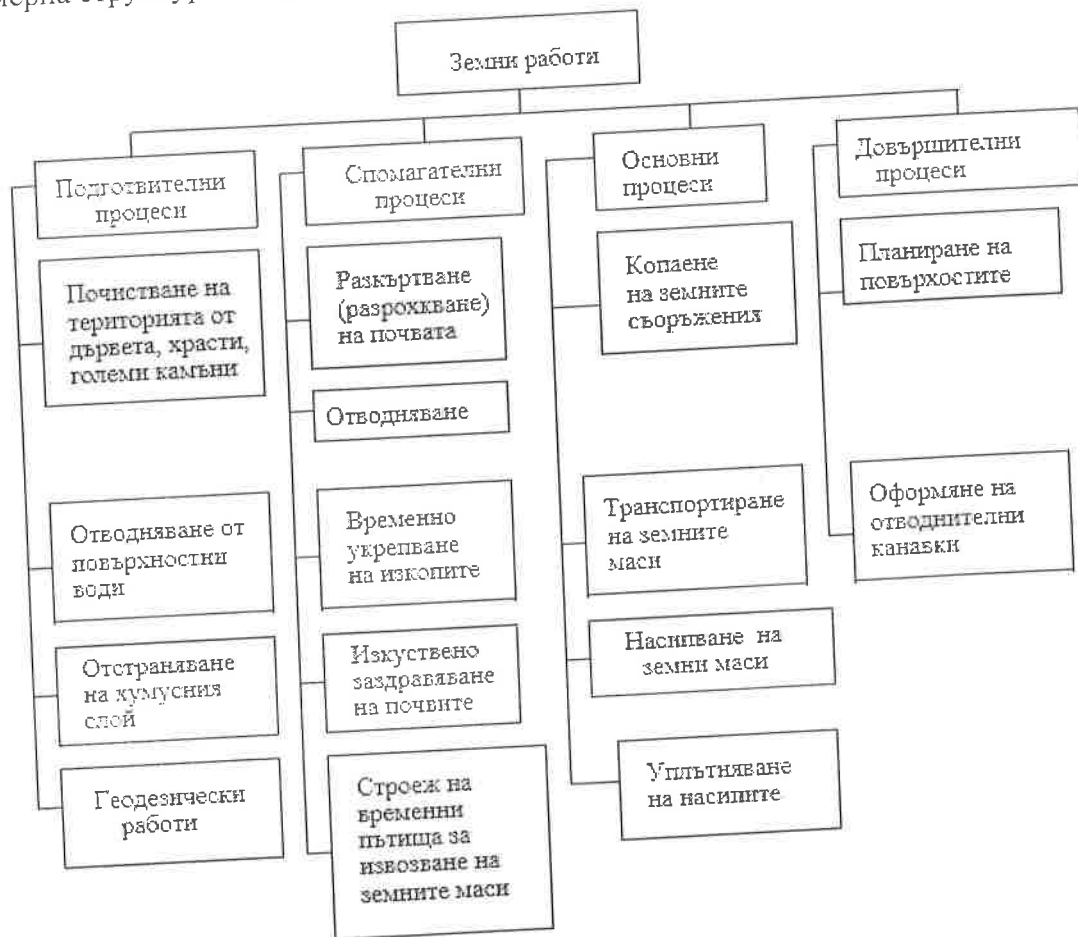 Земни работи
Подготвителни
процеси
Почистване на
територията от
дървета, храсти,
големи камъни
Отводняване от
повърхностни
води
Отстраняване
на хумусния
слой
Геодезически
работи
Спомагателни
процеси
Разкъртване
(разрохкване)
на почвата
Отводняване
Временно
укрепване
на изкопите
Изкуствено
заздравяване
на почвите
Строеж на
временни
пътища за
извозване на
земните маси
Основни
процеси
Копаене
на земните
съоръжения
Транспортиране
на земните
маси
Насипване на
земни маси
Уплътняване
на насипите
Довършителни
процеси
Планиране на
повърхостите
Оформяне на
отводнителни
канавки